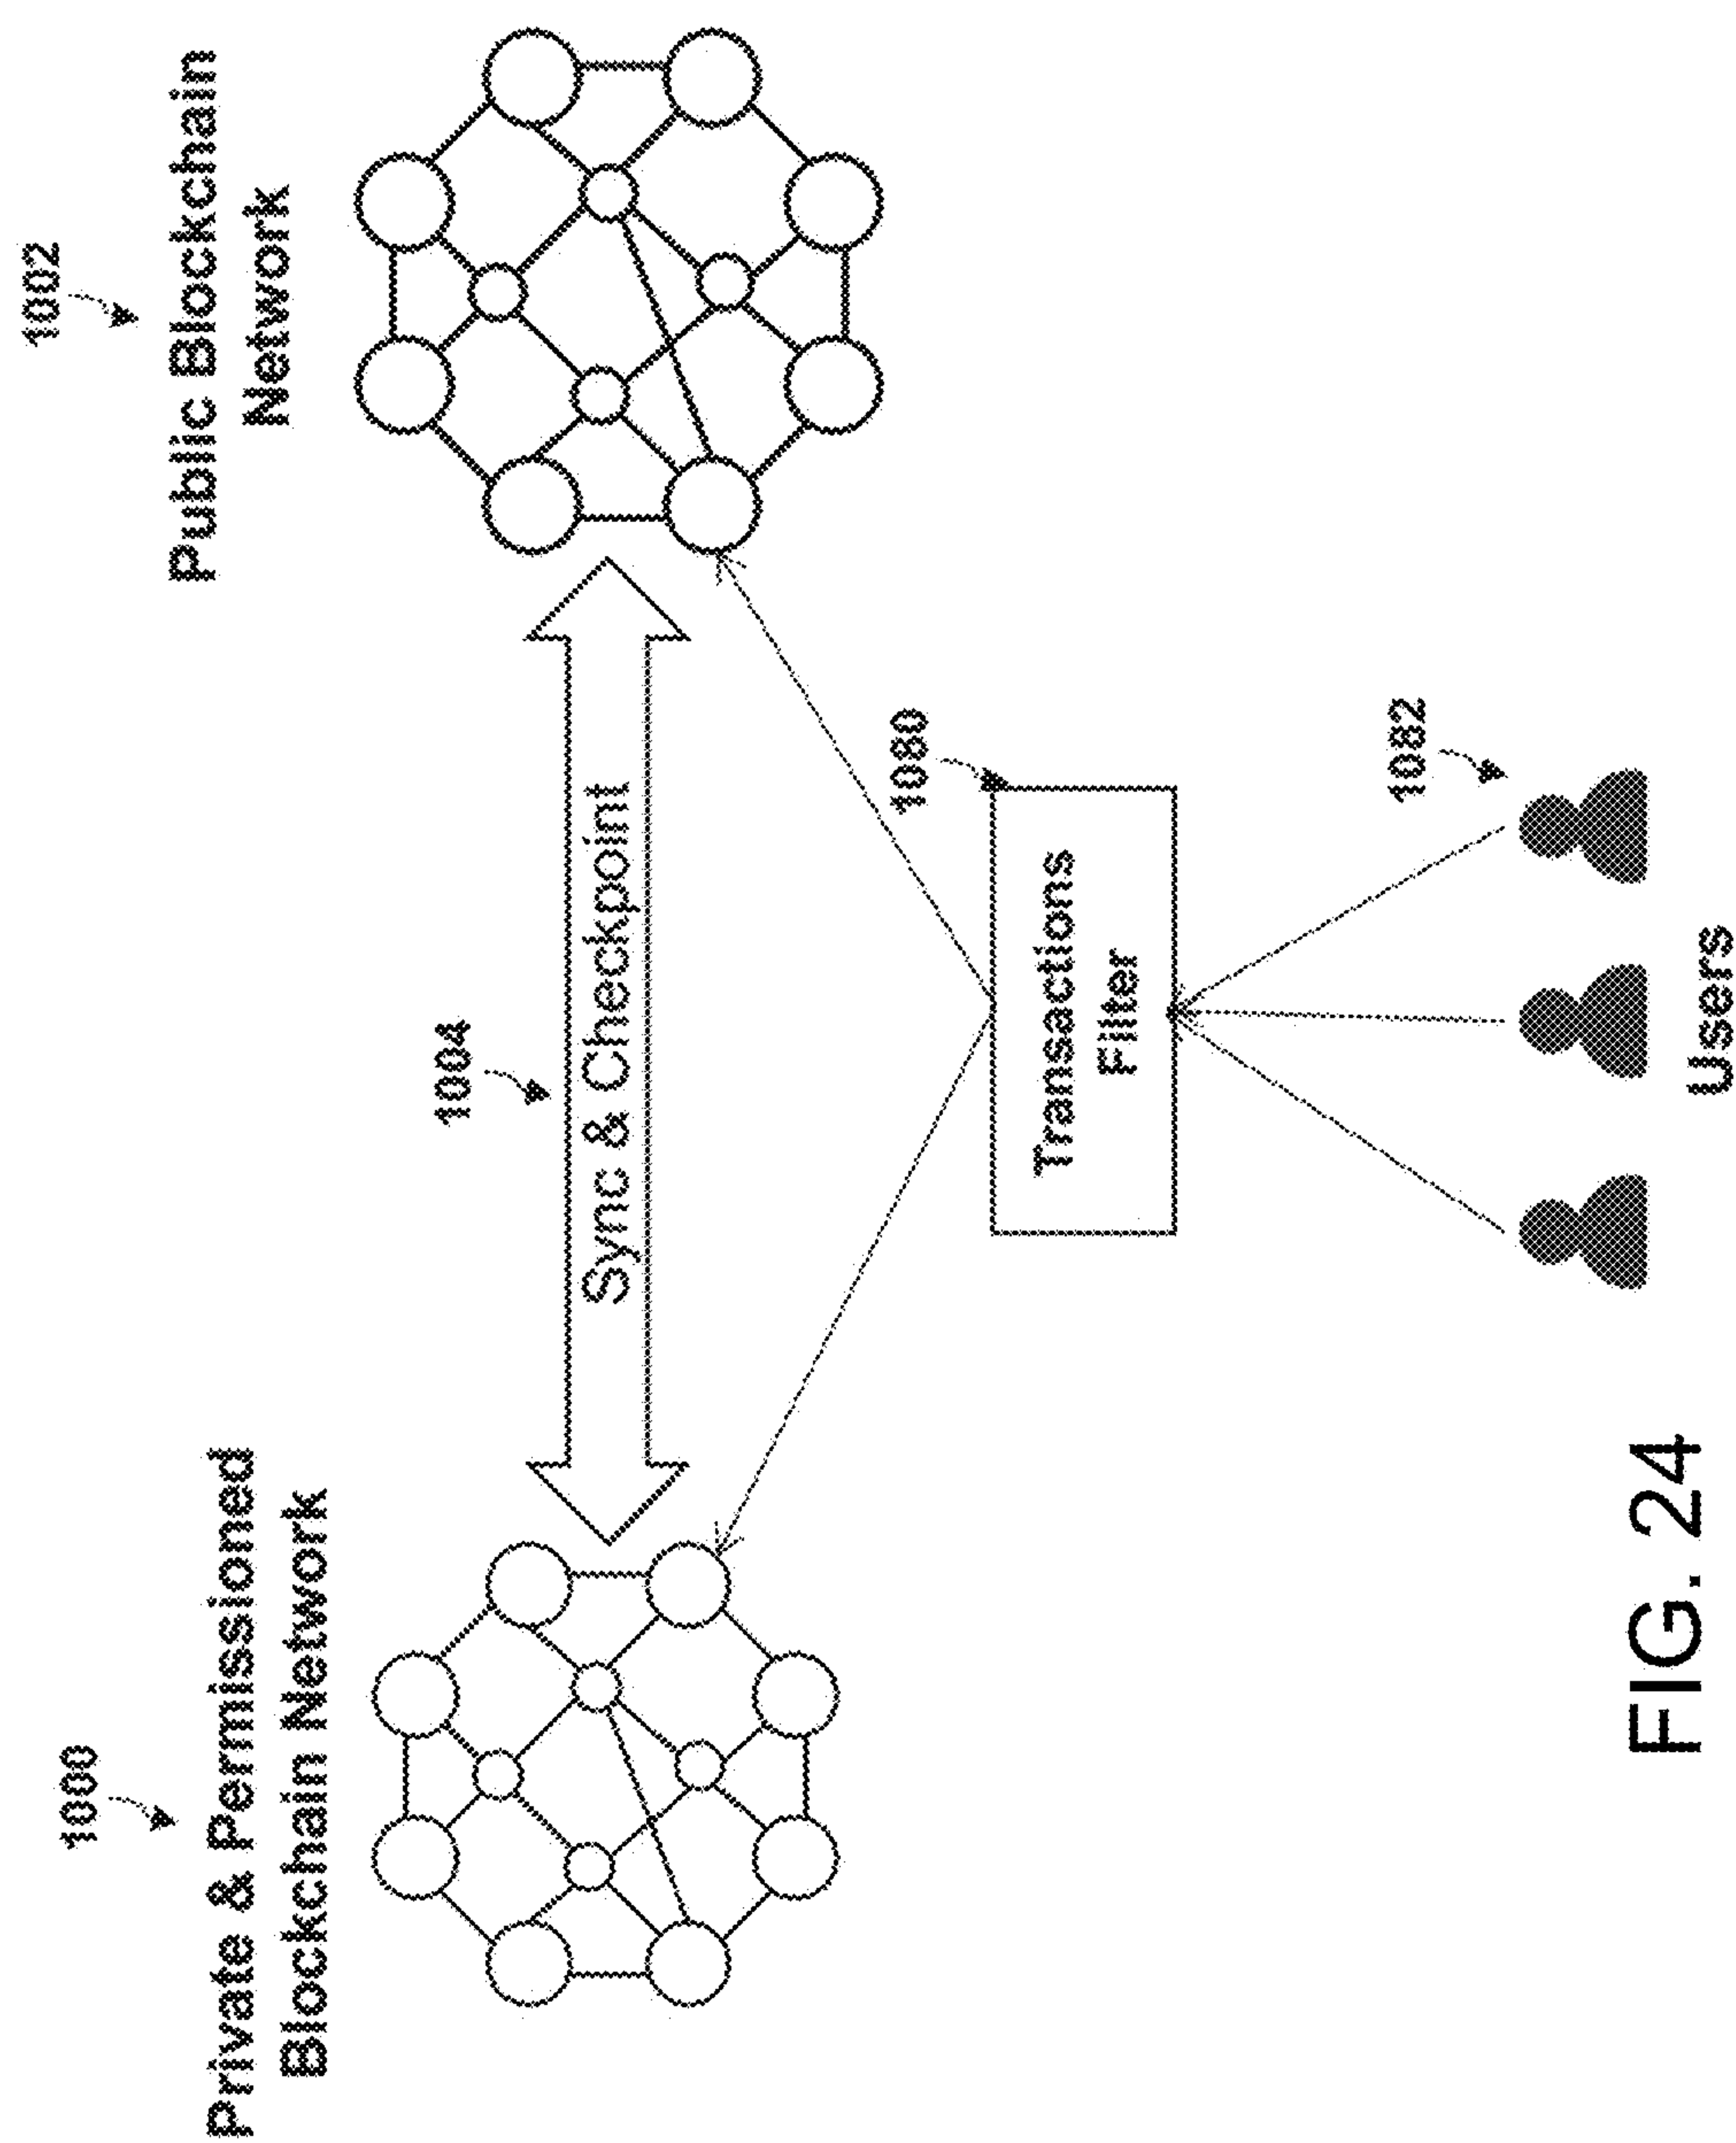 1000
Private & Permissioned
Blockchain Network
1002
Public Blockchain
Network
1004
Sync & Checkpoint
1080
Transactions
Filter
1082
Users
FIG. 24